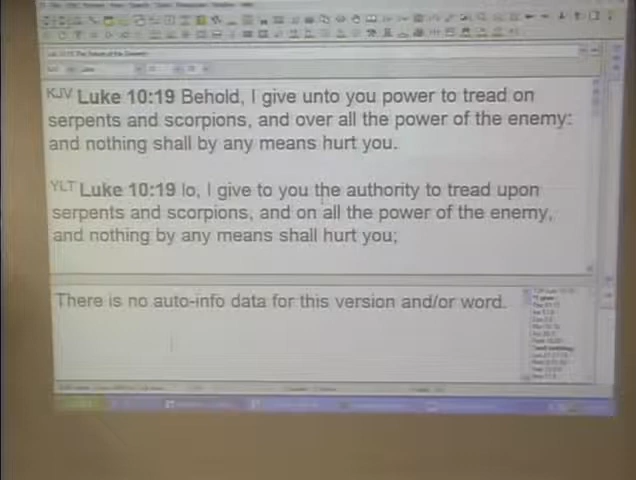 KJV Luke 10:19 Behold, I give unto you power to tread on
serpents and scorpions, and over all the power of the enemy:
and nothing shall by any means hurt you.
YLT Luke 10:19 lo, I give to you the authority to tread upon
serpents and scorpions, and on all the power of the enemy,
and nothing by any means shall hurt you;
There is no auto-info data for this version and/or word.